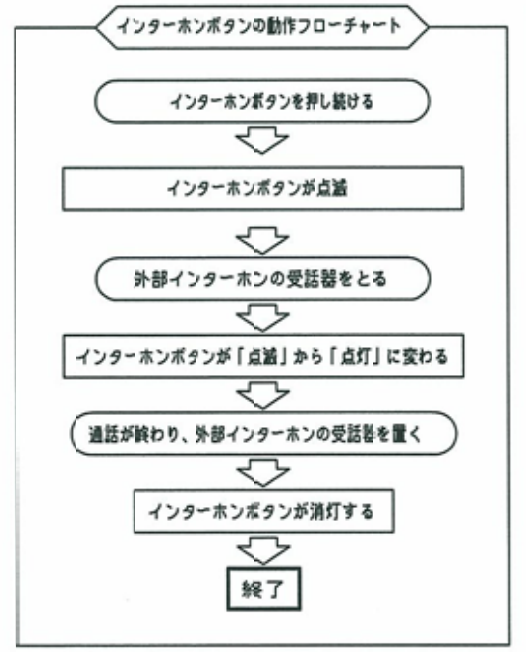 インターホンボタンの動作フローチャート
インターホンボタンを押し続ける
インターホンボタンが点滅
外部インターホンの受話器をとる
インターホンボタンが「点滅」から「点灯」に変わる
通話が終わり、外部インターホンの受話器を置く
インターホンボタンが消灯する
終了